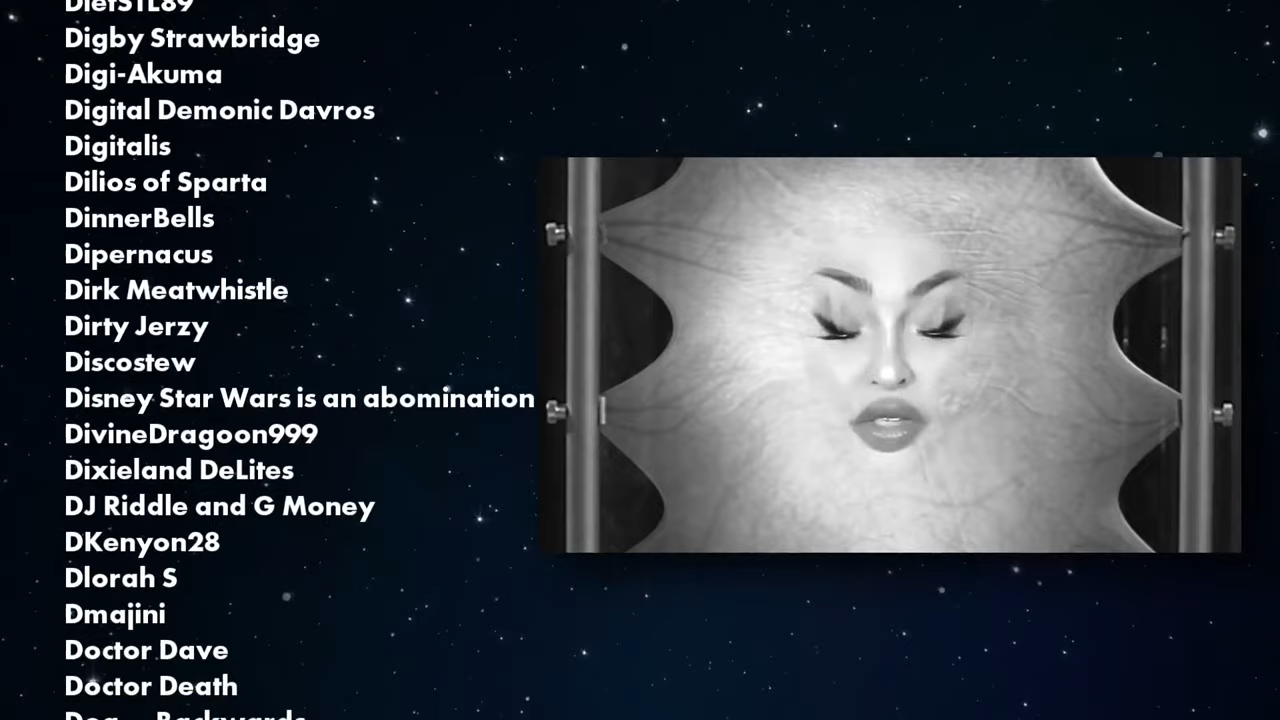 DietSTL89
Digby Strawbridge
Digi-Akuma
Digital Demonic Davros
Digitalis
Dilios of Sparta
DinnerBells
Dipernacus
Dirk Meatwhistle
Dirty Jerzy
Discostew
Disney Star Wars is an abomination
DivineDragoon999
Dixieland DeLites
DJ Riddle and G Money
DKenyon28
Dlorah S
Dmajini
Doctor Dave
Doctor Death